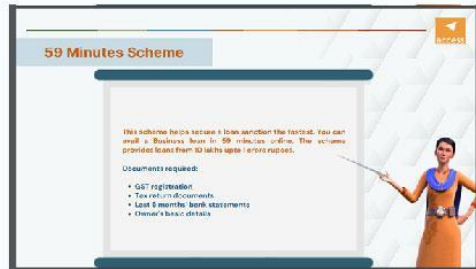 ACCESS
59 Minutes Scheme
This scheme helps secure a loan sanction the fastest. You can
avail a Business loan in 59 minutes online. The scheme
provides loans from 10 lakhs upto 1 crore rupees.
Documents required:
• GST registration
• Tax return documents
• Last 6 months' bank statements
• Owner's basic details